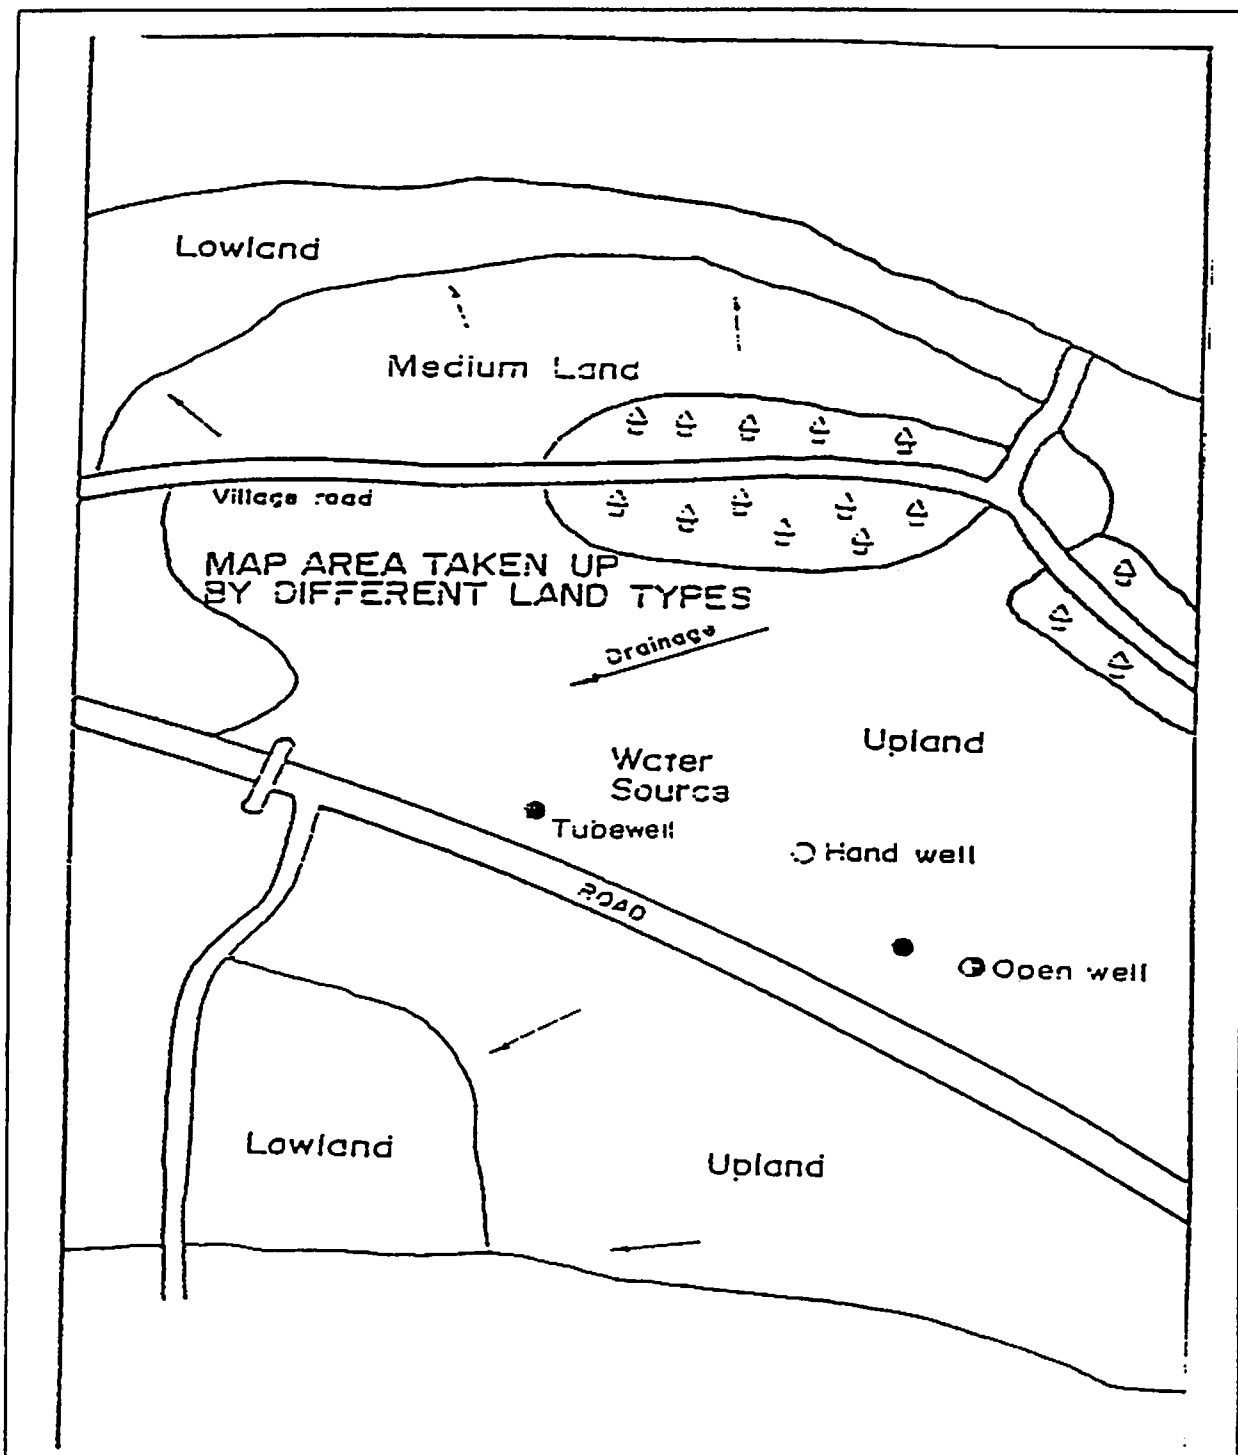 Lowland
Medium Land
Village road
MAP AREA TAKEN UP
BY DIFFERENT LAND TYPES
Drainage
Upland
Water
Source
Tubewell
Hand well
ROAD
Open well
Lowland
Upland